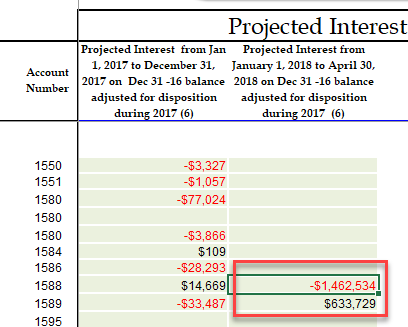 Projected Interest
Account Number
Projected Interest from Jan 1, 2017 to December 31, 2017 on Dec 31 -16 balance adjusted for disposition during 2017 (6)
Projected Interest from January 1, 2018 to April 30, 2018 on Dec 31 -16 balance adjusted for disposition during 2017 (6)
1550 -$3,327
1551 -$1,057
1580 -$77,024
1580
1580 -$3,866
1584 $109
1586 -$28,293
1588 $14,669 -$1,462,534
1589 -$33,487 $633,729
1595